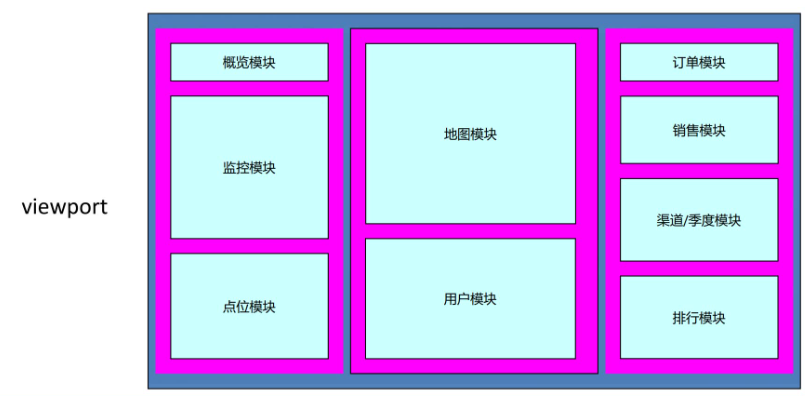 viewport
概览模块
监控模块
点位模块
地图模块
用户模块
订单模块
销售模块
渠道/季度模块
排行模块